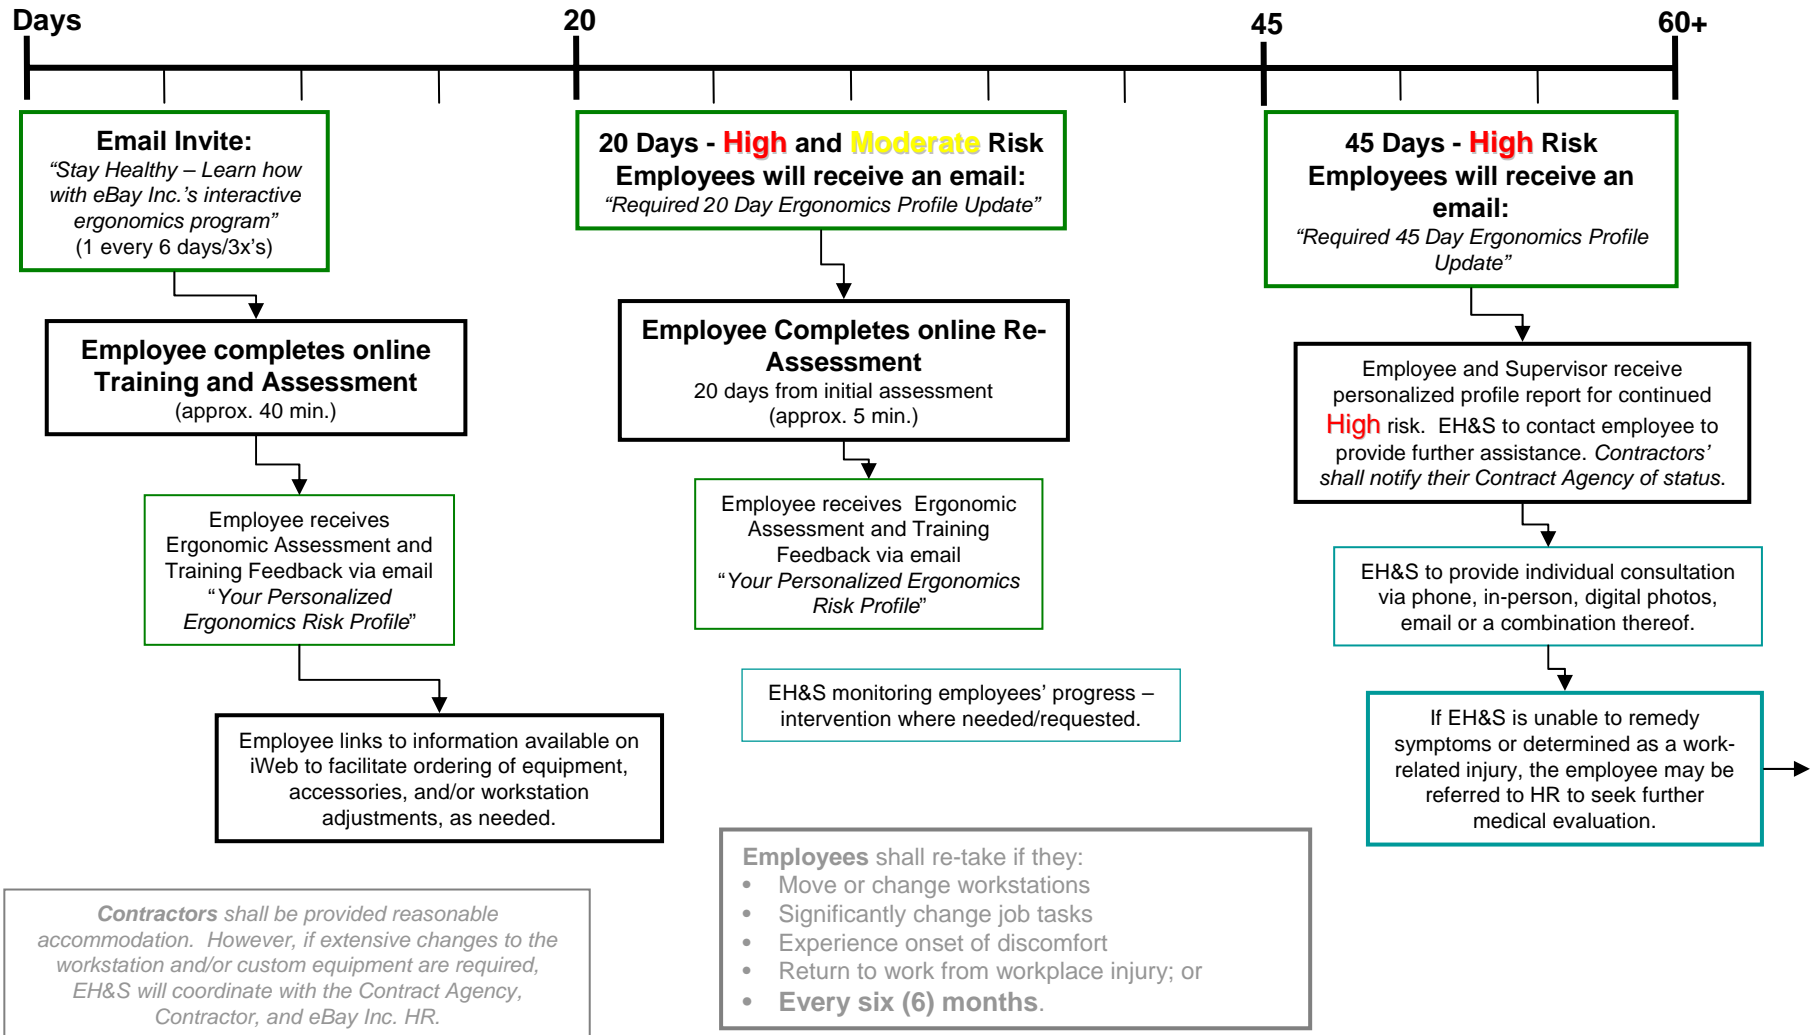 Days
20
45
60+
Email Invite:
“Stay Healthy – Learn how
with eBay Inc.’s interactive
ergonomics program”
(1 every 6 days/3x’s)
Employee completes online
Training and Assessment
(approx. 40 min.)
Employee receives
Ergonomic Assessment and
Training Feedback via email
“Your Personalized
Ergonomics Risk Profile”
Employee links to information available on
iWeb to facilitate ordering of equipment,
accessories, and/or workstation
adjustments, as needed.
Contractors shall be provided reasonable
accommodation. However, if extensive changes to the
workstation and/or custom equipment are required,
EH&S will coordinate with the Contract Agency,
Contractor, and eBay Inc. HR.
20 Days - High and Moderate Risk
Employees will receive an email:
“Required 20 Day Ergonomics Profile Update”
Employee Completes online Re-
Assessment
20 days from initial assessment
(approx. 5 min.)
Employee receives Ergonomic
Assessment and Training
Feedback via email
“Your Personalized Ergonomics
Risk Profile”
EH&S monitoring employees’ progress –
intervention where needed/requested.
Employees shall re-take if they:
• Move or change workstations
• Significantly change job tasks
• Experience onset of discomfort
• Return to work from workplace injury; or
• Every six (6) months.
45 Days - High Risk
Employees will receive an
email:
“Required 45 Day Ergonomics Profile
Update”
Employee and Supervisor receive
personalized profile report for continued
High risk. EH&S to contact employee to
provide further assistance. Contractors’
shall notify their Contract Agency of status.
EH&S to provide individual consultation
via phone, in-person, digital photos,
email or a combination thereof.
If EH&S is unable to remedy
symptoms or determined as a work-
related injury, the employee may be
referred to HR to seek further
medical evaluation.